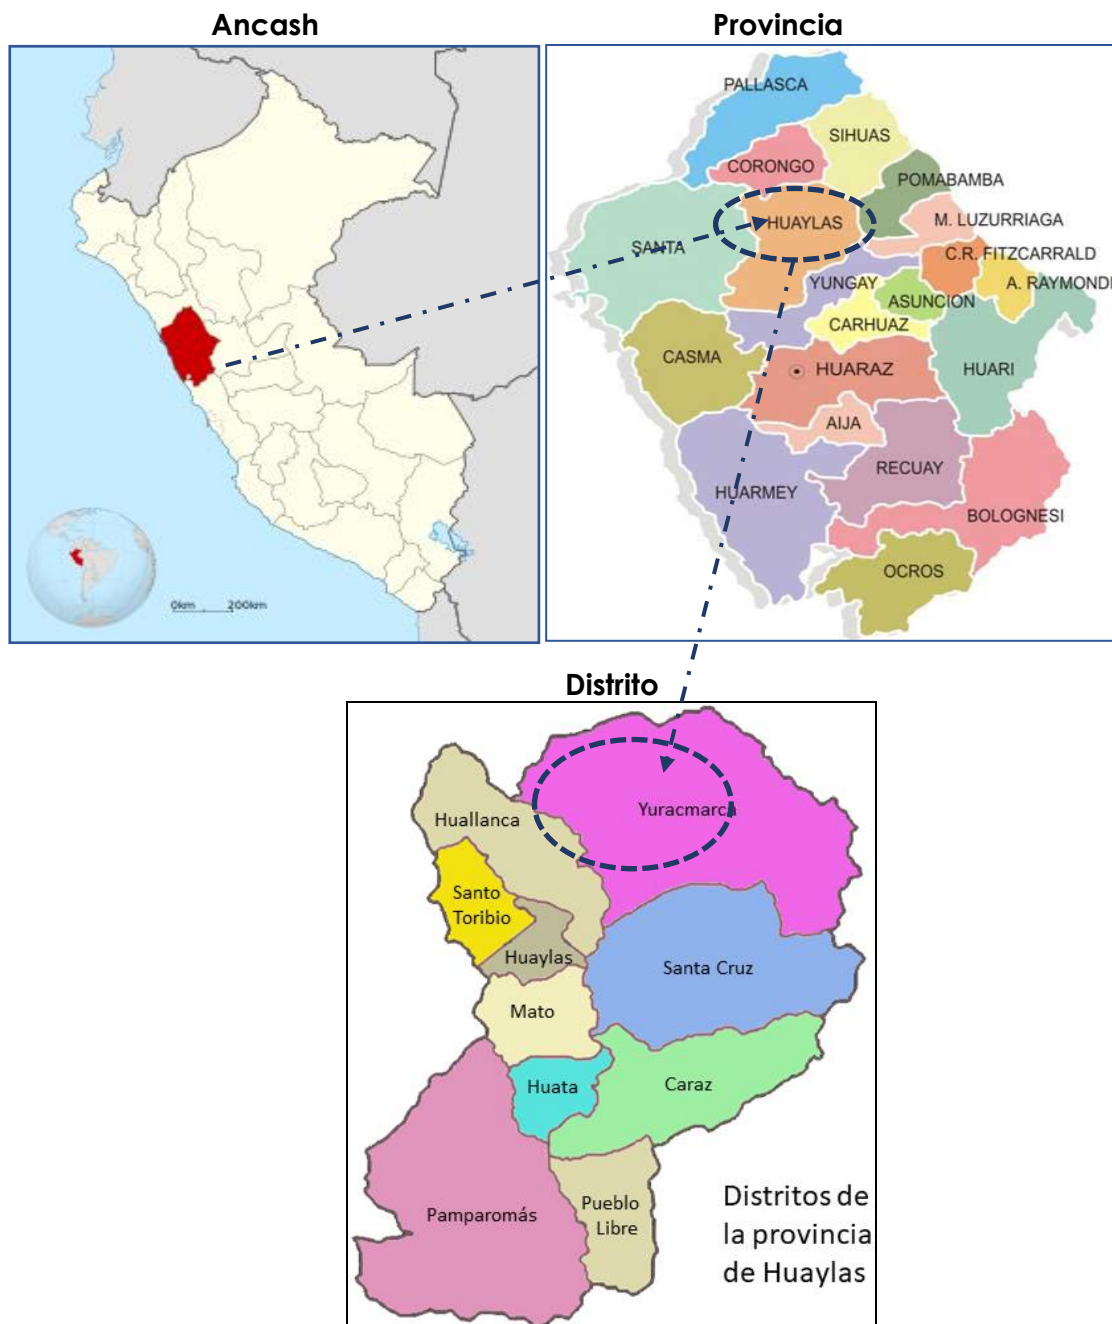 Ancash
Provincia
0km 200km
PALLASCA
SIHUAS
CORONGO
POMABAMBA
HUAYLAS
M. LUZURRIAGA
SANTA
C.R. FITZCARRALD
YUNGAY
A. RAYMONDI
ASUNCION
CARHUAZ
CASMA
HUARAZ
HUARI
AIJA
RECUAY
HUARMEY
BOLOGNESI
OCROS
Distrito
Yuracmarca
Huallanca
Santo
Toribio
Huaylas
Santa Cruz
Mato
Huata
Caraz
Pamparomás
Pueblo
Libre
Distritos de
la provincia
de Huaylas